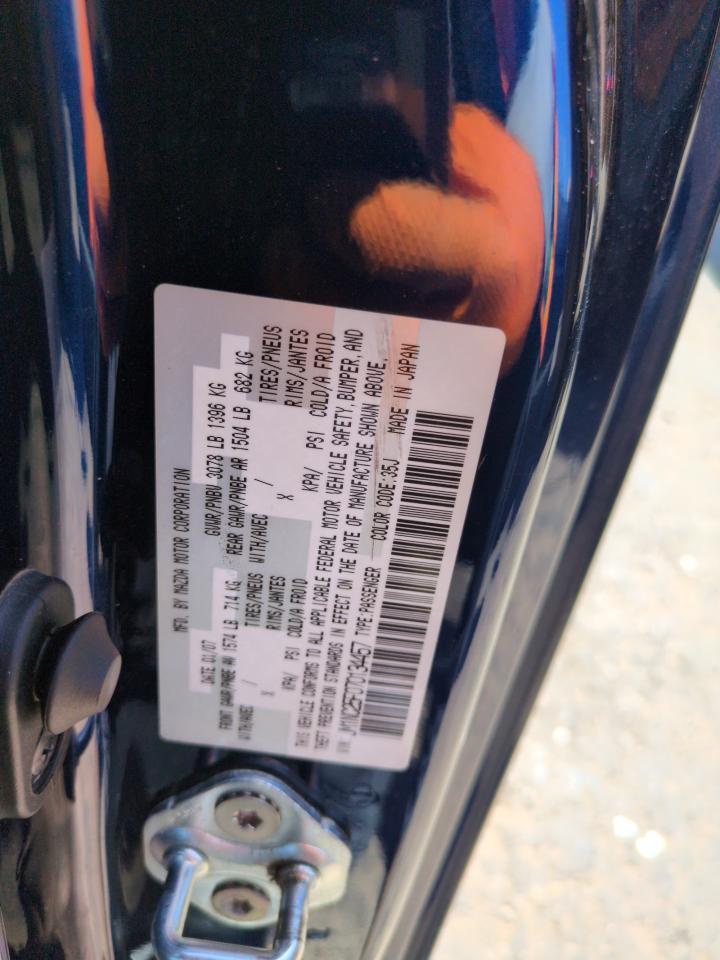 MFD. BY MAZDA MOTOR CORPORATION
DATE 01/07 GVWR/PNBV 3078 LB 1396 KG
FRONT GAWR/PNBE AV 1574 LB 714 KG REAR GAWR/PNBE AR 1504 LB 682 KG
WITH/AVEC / TIRES/PNEUS WITH/AVEC / TIRES/PNEUS
X RIMS/JANTES X RIMS/JANTES
KPA/ PSI COLD/A FROID KPA/ PSI COLD/A FROID
THIS VEHICLE CONFORMS TO ALL APPLICABLE FEDERAL MOTOR VEHICLE SAFETY, BUMPER, AND
THEFT PREVENTION STANDARDS IN EFFECT ON THE DATE OF MANUFACTURE SHOWN ABOVE.
VIN: JM1NC25F070134457 TYPE:PASSENGER COLOR CODE:35J MADE IN JAPAN